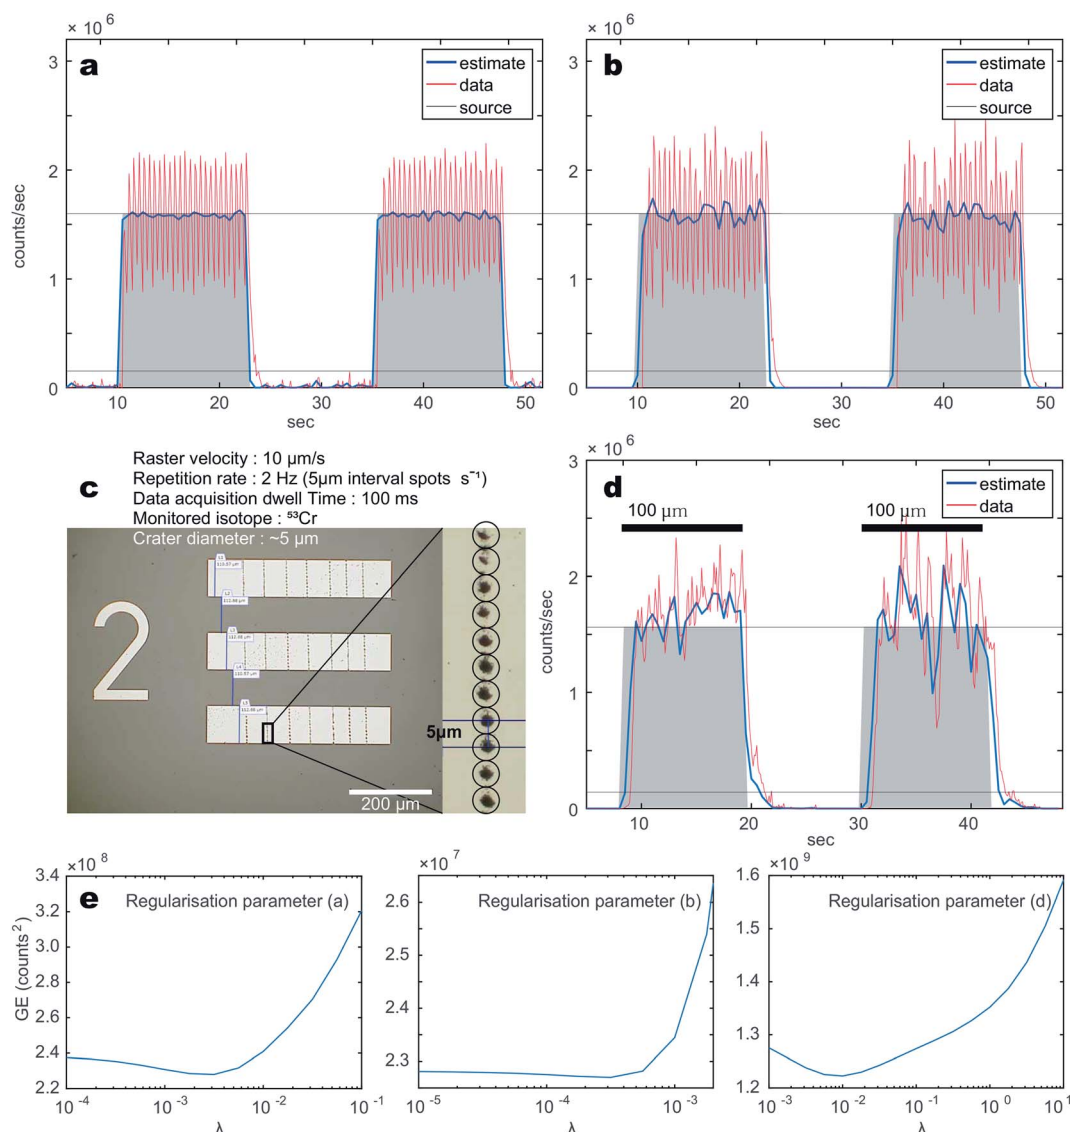 × 10⁶
a
estimate
data
source
3
2
1
0
counts/sec
10
20
30
40
50
sec
× 10⁶
b
estimate
data
source
3
2
1
0
10
20
30
40
50
sec
c
Raster velocity : 10 µm/s
Repetition rate : 2 Hz (5µm interval spots s⁻¹)
Data acquisition dwell Time : 100 ms
Monitored isotope : ⁵³Cr
Crater diameter : ~5 µm
2
5µm
200 µm
× 10⁶
d
estimate
data
100 µm
100 µm
3
2
1
0
counts/sec
10
20
30
40
sec
e
×10⁸
Regularisation parameter (a)
3.4
3.2
3.0
2.8
2.6
2.4
2.2
GE (counts²)
10⁻⁴
10⁻³
10⁻²
10⁻¹
λ
×10⁷
Regularisation parameter (b)
2.6
2.5
2.4
2.3
10⁻⁵
10⁻⁴
10⁻³
λ
×10⁹
Regularisation parameter (d)
1.6
1.5
1.4
1.3
1.2
10⁻³
10⁻²
10⁻¹
10⁰
10¹
λ